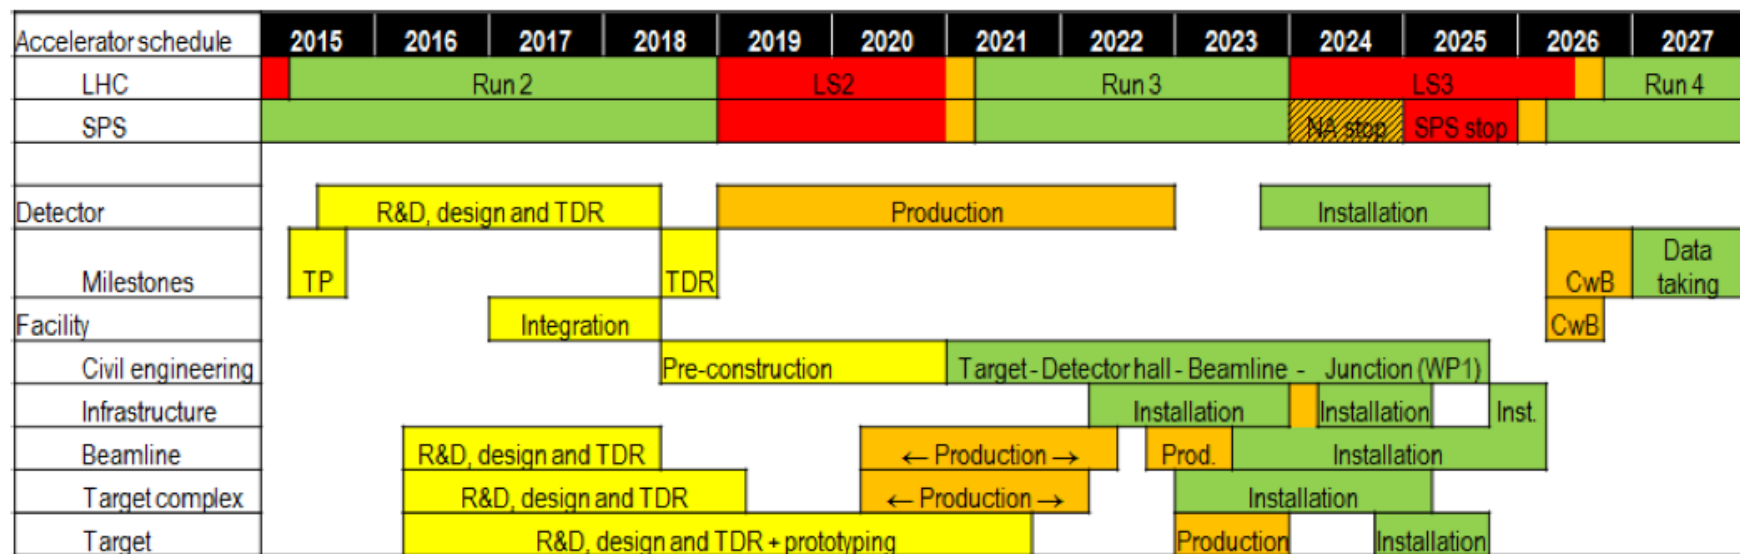 Accelerator schedule 2015 2016 2017 2018 2019 2020 2021 2022 2023 2024 2025 2026 2027
LHC Run 2 LS2 Run 3 LS3 Run 4
SPS NA stop SPS stop
Detector R&D, design and TDR Production Installation
Milestones TP TDR CwB Data taking
Facility Integration CwB
Civil engineering Pre-construction Target - Detector hall - Beamline - Junction (WP1)
Infrastructure Installation Installation Inst.
Beamline R&D, design and TDR ← Production → Prod. Installation
Target complex R&D, design and TDR ← Production → Installation
Target R&D, design and TDR + prototyping Production Installation